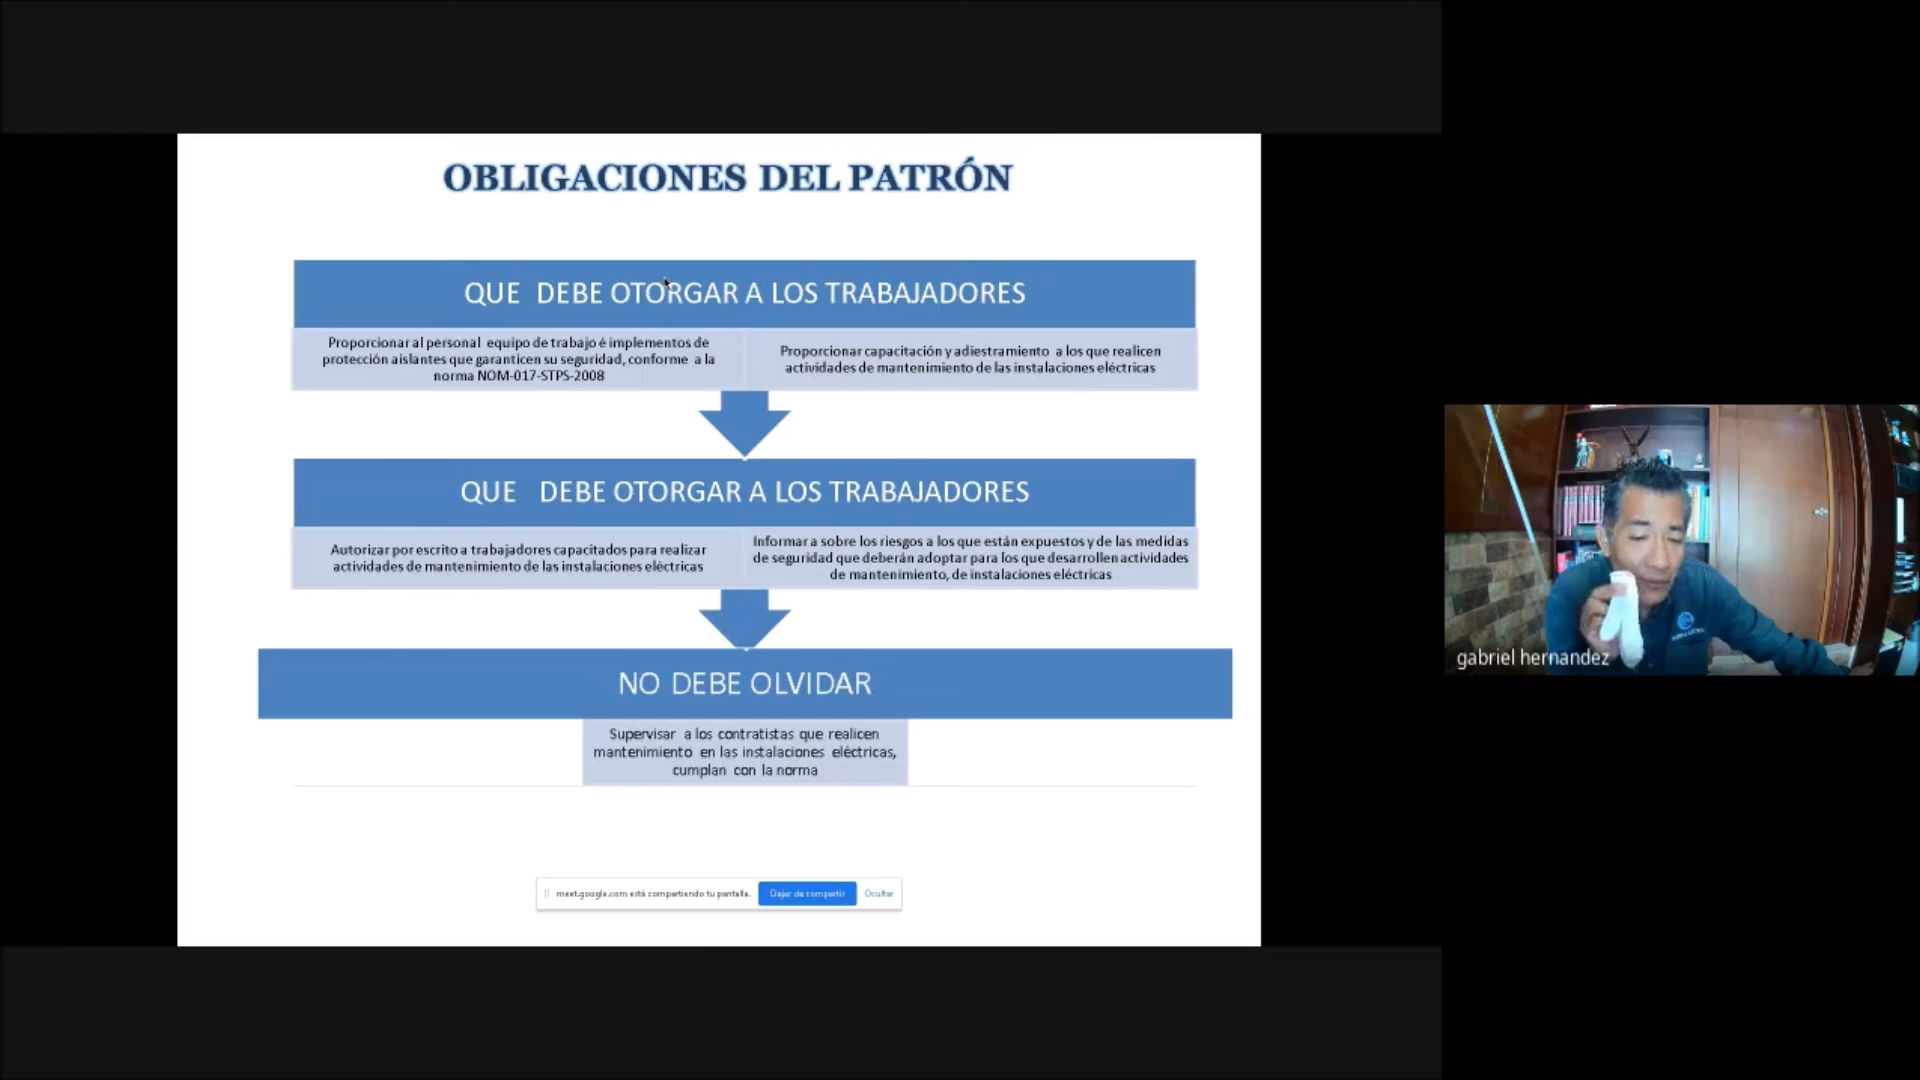 OBLIGACIONES DEL PATRÓN
QUE DEBE OTORGAR A LOS TRABAJADORES
Proporcionar al personal equipo de trabajo é implementos de
protección aislantes que garanticen su seguridad, conforme a la
norma NOM-017-STPS-2008
Proporcionar capacitación y adiestramiento a los que realicen
actividades de mantenimiento de las instalaciones eléctricas
QUE DEBE OTORGAR A LOS TRABAJADORES
Autorizar por escrito a trabajadores capacitados para realizar
actividades de mantenimiento de las instalaciones eléctricas
Informar a sobre los riesgos a los que están expuestos y de las medidas
de seguridad que deberán adoptar para los que desarrollen actividades
de mantenimiento, de instalaciones eléctricas
NO DEBE OLVIDAR
Supervisar a los contratistas que realicen
mantenimiento en las instalaciones eléctricas,
cumplan con la norma
meet.google.com está compartiendo tu pantalla.
Dejar de compartir
Ocultar
gabriel hernandez